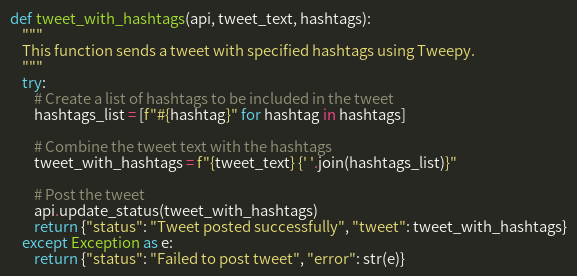 def tweet_with_hashtags(api, tweet_text, hashtags):
    """
    This function sends a tweet with specified hashtags using Tweepy.
    """
    try:
        # Create a list of hashtags to be included in the tweet
        hashtags_list = [f"#{hashtag}" for hashtag in hashtags]

        # Combine the tweet text with the hashtags
        tweet_with_hashtags = f"{tweet_text} {' '.join(hashtags_list)}"

        # Post the tweet
        api.update_status(tweet_with_hashtags)
        return {"status": "Tweet posted successfully", "tweet": tweet_with_hashtags}
    except Exception as e:
        return {"status": "Failed to post tweet", "error": str(e)}